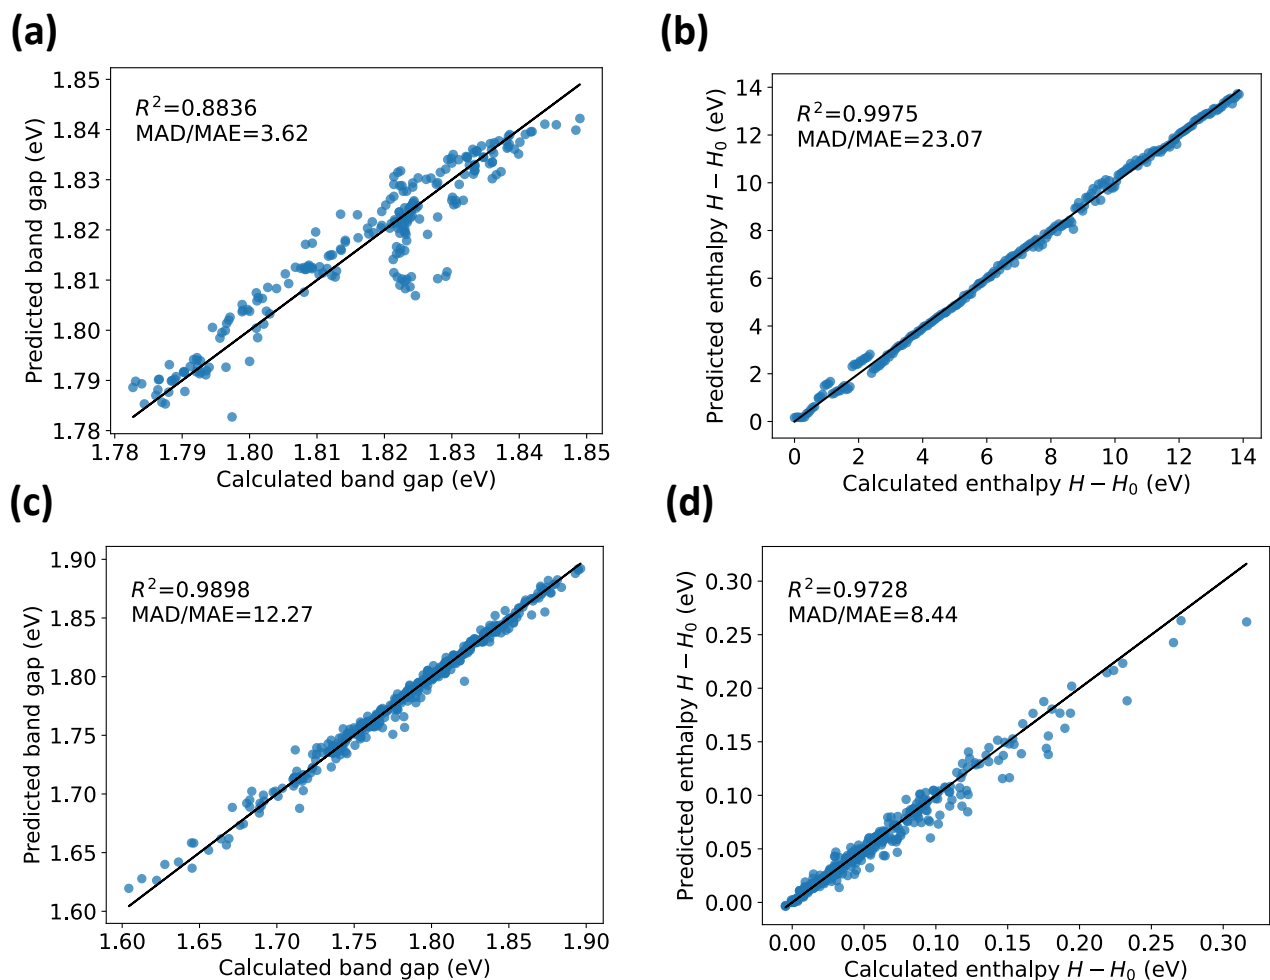 (a)
R²=0.8836
MAD/MAE=3.62
Predicted band gap (eV)
1.85
1.84
1.83
1.82
1.81
1.80
1.79
1.78
1.78 1.79 1.80 1.81 1.82 1.83 1.84 1.85
Calculated band gap (eV)
(b)
R²=0.9975
MAD/MAE=23.07
Predicted enthalpy H − H₀ (eV)
14
12
10
8
6
4
2
0
0 2 4 6 8 10 12 14
Calculated enthalpy H − H₀ (eV)
(c)
R²=0.9898
MAD/MAE=12.27
Predicted band gap (eV)
1.90
1.85
1.80
1.75
1.70
1.65
1.60
1.60 1.65 1.70 1.75 1.80 1.85 1.90
Calculated band gap (eV)
(d)
R²=0.9728
MAD/MAE=8.44
Predicted enthalpy H − H₀ (eV)
0.30
0.25
0.20
0.15
0.10
0.05
0.00
0.00 0.05 0.10 0.15 0.20 0.25 0.30
Calculated enthalpy H − H₀ (eV)